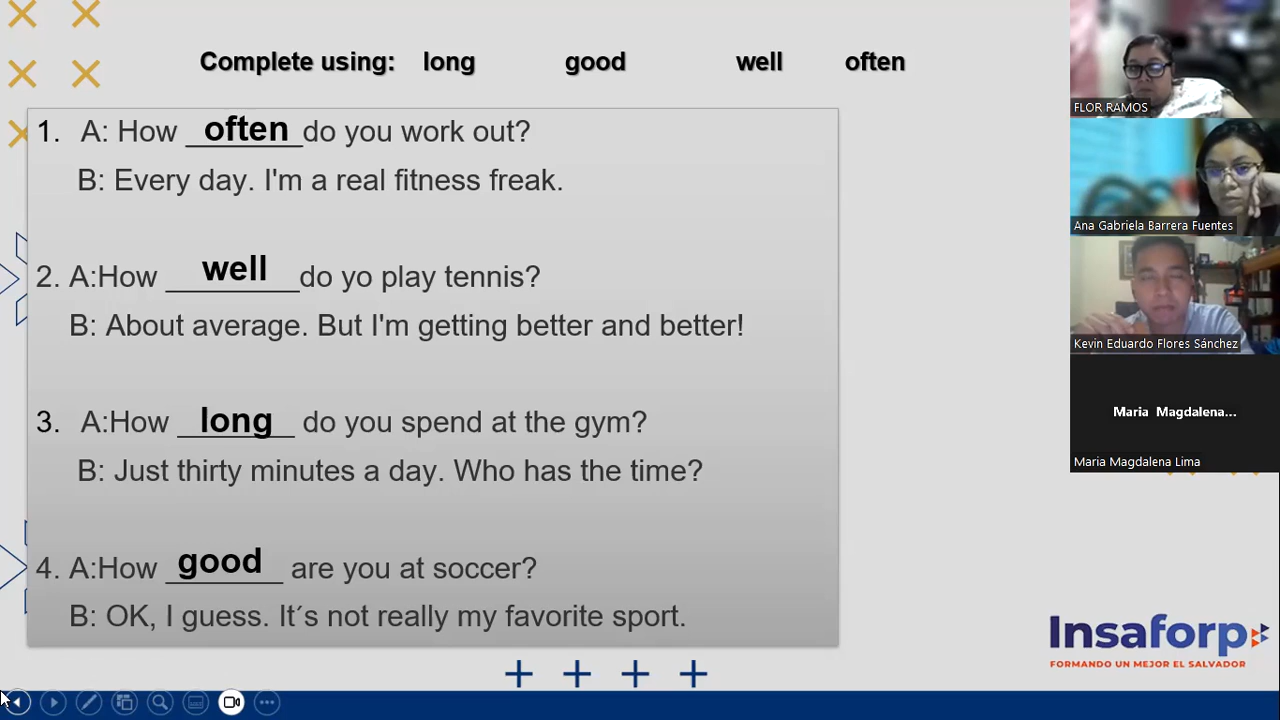 Complete using: long good well often
1. A: How often do you work out?
B: Every day. I'm a real fitness freak.
2. A:How well do yo play tennis?
B: About average. But I'm getting better and better!
3. A:How long do you spend at the gym?
B: Just thirty minutes a day. Who has the time?
4. A:How good are you at soccer?
B: OK, I guess. It´s not really my favorite sport.
FLOR RAMOS
Ana Gabriela Barrera Fuentes
Kevin Eduardo Flores Sánchez
Maria Magdalena...
Maria Magdalena Lima
Insaforp
FORMANDO UN MEJOR EL SALVADOR